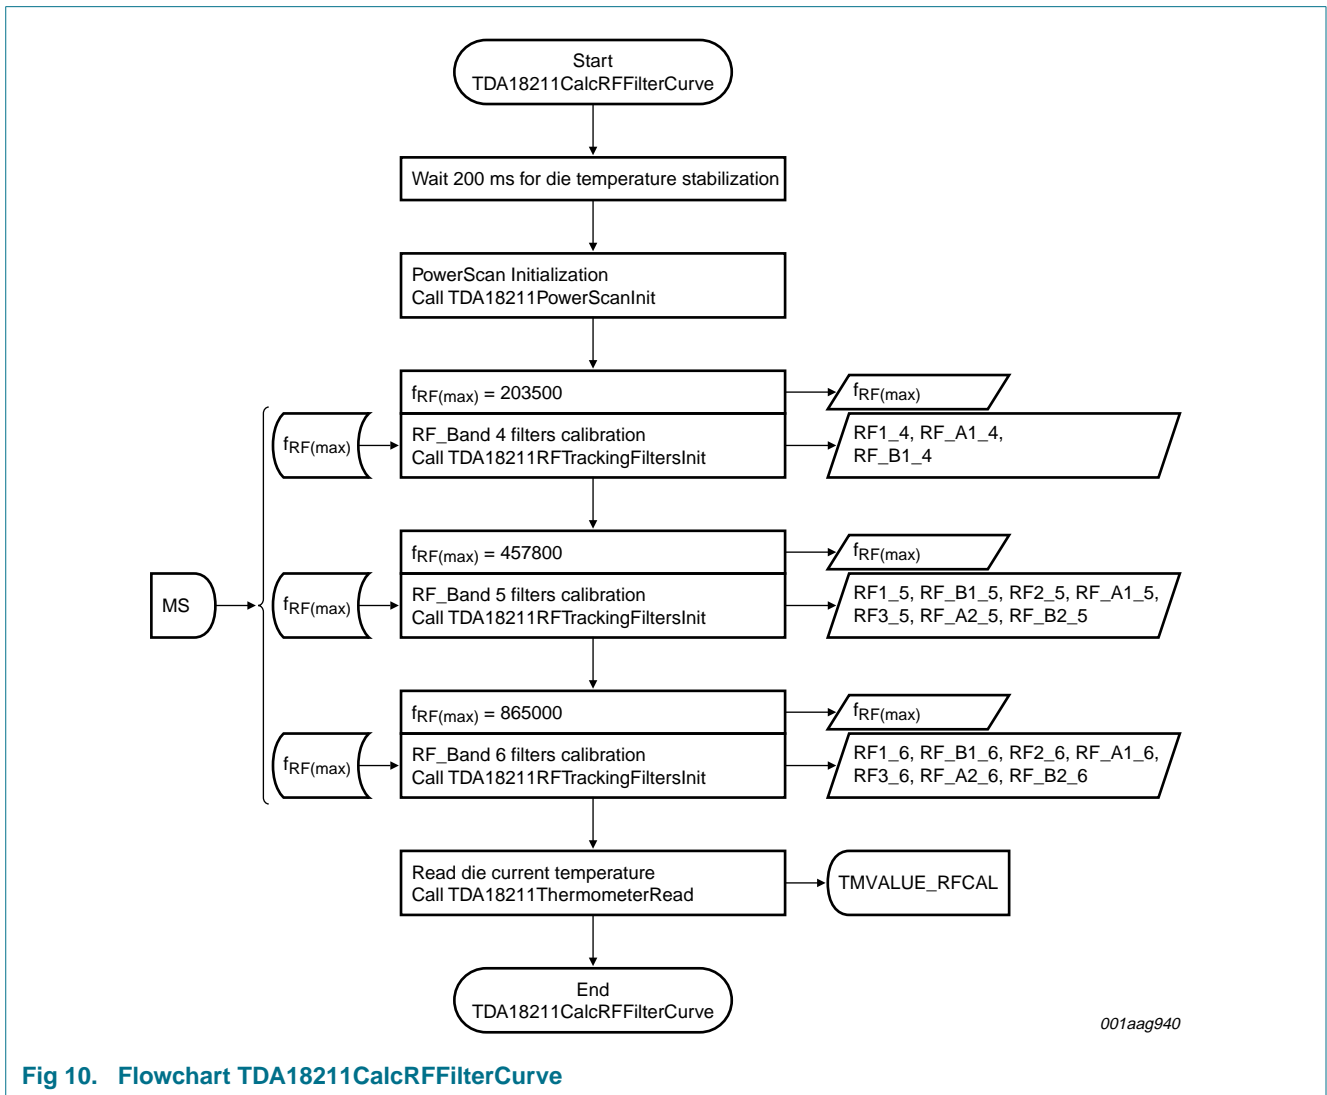 Start
TDA18211CalcRFFilterCurve
Wait 200 ms for die temperature stabilization
PowerScan Initialization
Call TDA18211PowerScanInit
fRF(max) = 203500
fRF(max)
fRF(max)
RF_Band 4 filters calibration
Call TDA18211RFTrackingFiltersInit
RF1_4, RF_A1_4,
RF_B1_4
fRF(max) = 457800
fRF(max)
MS
fRF(max)
RF_Band 5 filters calibration
Call TDA18211RFTrackingFiltersInit
RF1_5, RF_B1_5, RF2_5, RF_A1_5,
RF3_5, RF_A2_5, RF_B2_5
fRF(max) = 865000
fRF(max)
fRF(max)
RF_Band 6 filters calibration
Call TDA18211RFTrackingFiltersInit
RF1_6, RF_B1_6, RF2_6, RF_A1_6,
RF3_6, RF_A2_6, RF_B2_6
Read die current temperature
Call TDA18211ThermometerRead
TMVALUE_RFCAL
End
TDA18211CalcRFFilterCurve
001aag940
Fig 10. Flowchart TDA18211CalcRFFilterCurve